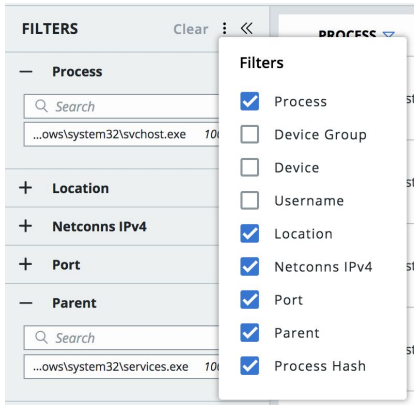 FILTERS Clear
Process
Search
...ows\system32\svchost.exe
Location
Netconns IPv4
Port
Parent
Search
...ows\system32\services.exe
PROCESS
Filters
Process
Device Group
Device
Username
Location
Netconns IPv4
Port
Parent
Process Hash